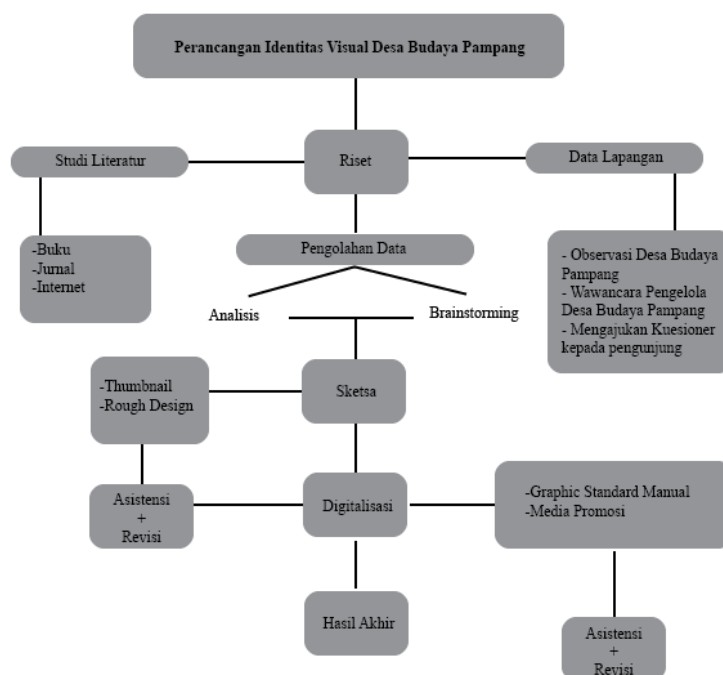 Perancangan Identitas Visual Desa Budaya Pampang
Studi Literatur
Riset
Data Lapangan
-Buku
-Jurnal
-Internet
Pengolahan Data
- Observasi Desa Budaya
Pampang
- Wawancara Pengelola
Desa Budaya Pampang
- Mengajukan Kuesioner
kepada pengunjung
Analisis
Brainstorming
-Thumbnail
-Rough Design
Sketsa
Asistensi
+
Revisi
Digitalisasi
-Graphic Standard Manual
-Media Promosi
Hasil Akhir
Asistensi
+
Revisi